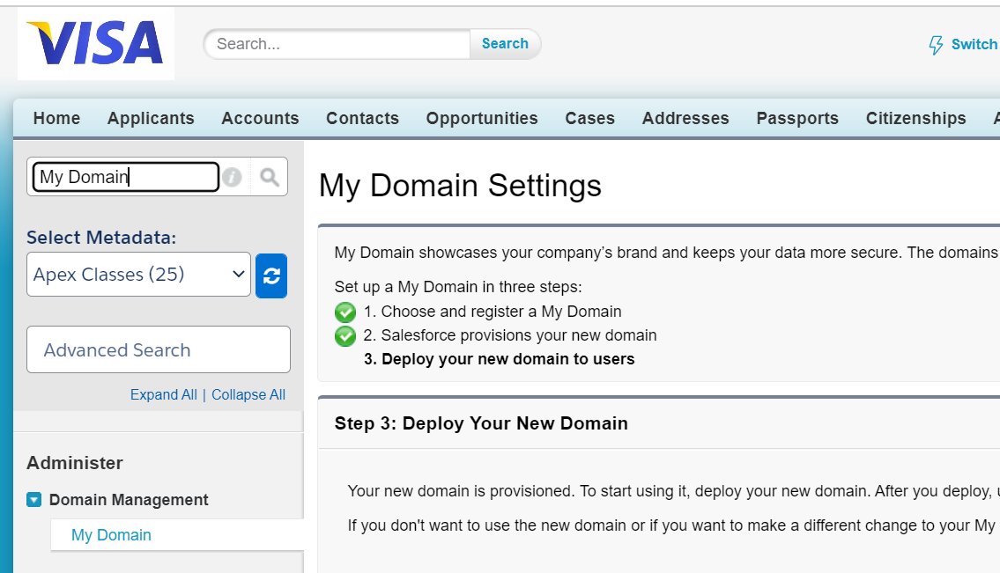 VISA
Search...
Search
Switch
Home Applicants Accounts Contacts Opportunities Cases Addresses Passports Citizenships A
My Domain
Select Metadata:
Apex Classes (25)
Advanced Search
Expand All | Collapse All
Administer
Domain Management
My Domain
My Domain Settings
My Domain showcases your company’s brand and keeps your data more secure. The domains
Set up a My Domain in three steps:
1. Choose and register a My Domain
2. Salesforce provisions your new domain
3. Deploy your new domain to users
Step 3: Deploy Your New Domain
Your new domain is provisioned. To start using it, deploy your new domain. After you deploy,
If you don't want to use the new domain or if you want to make a different change to your My